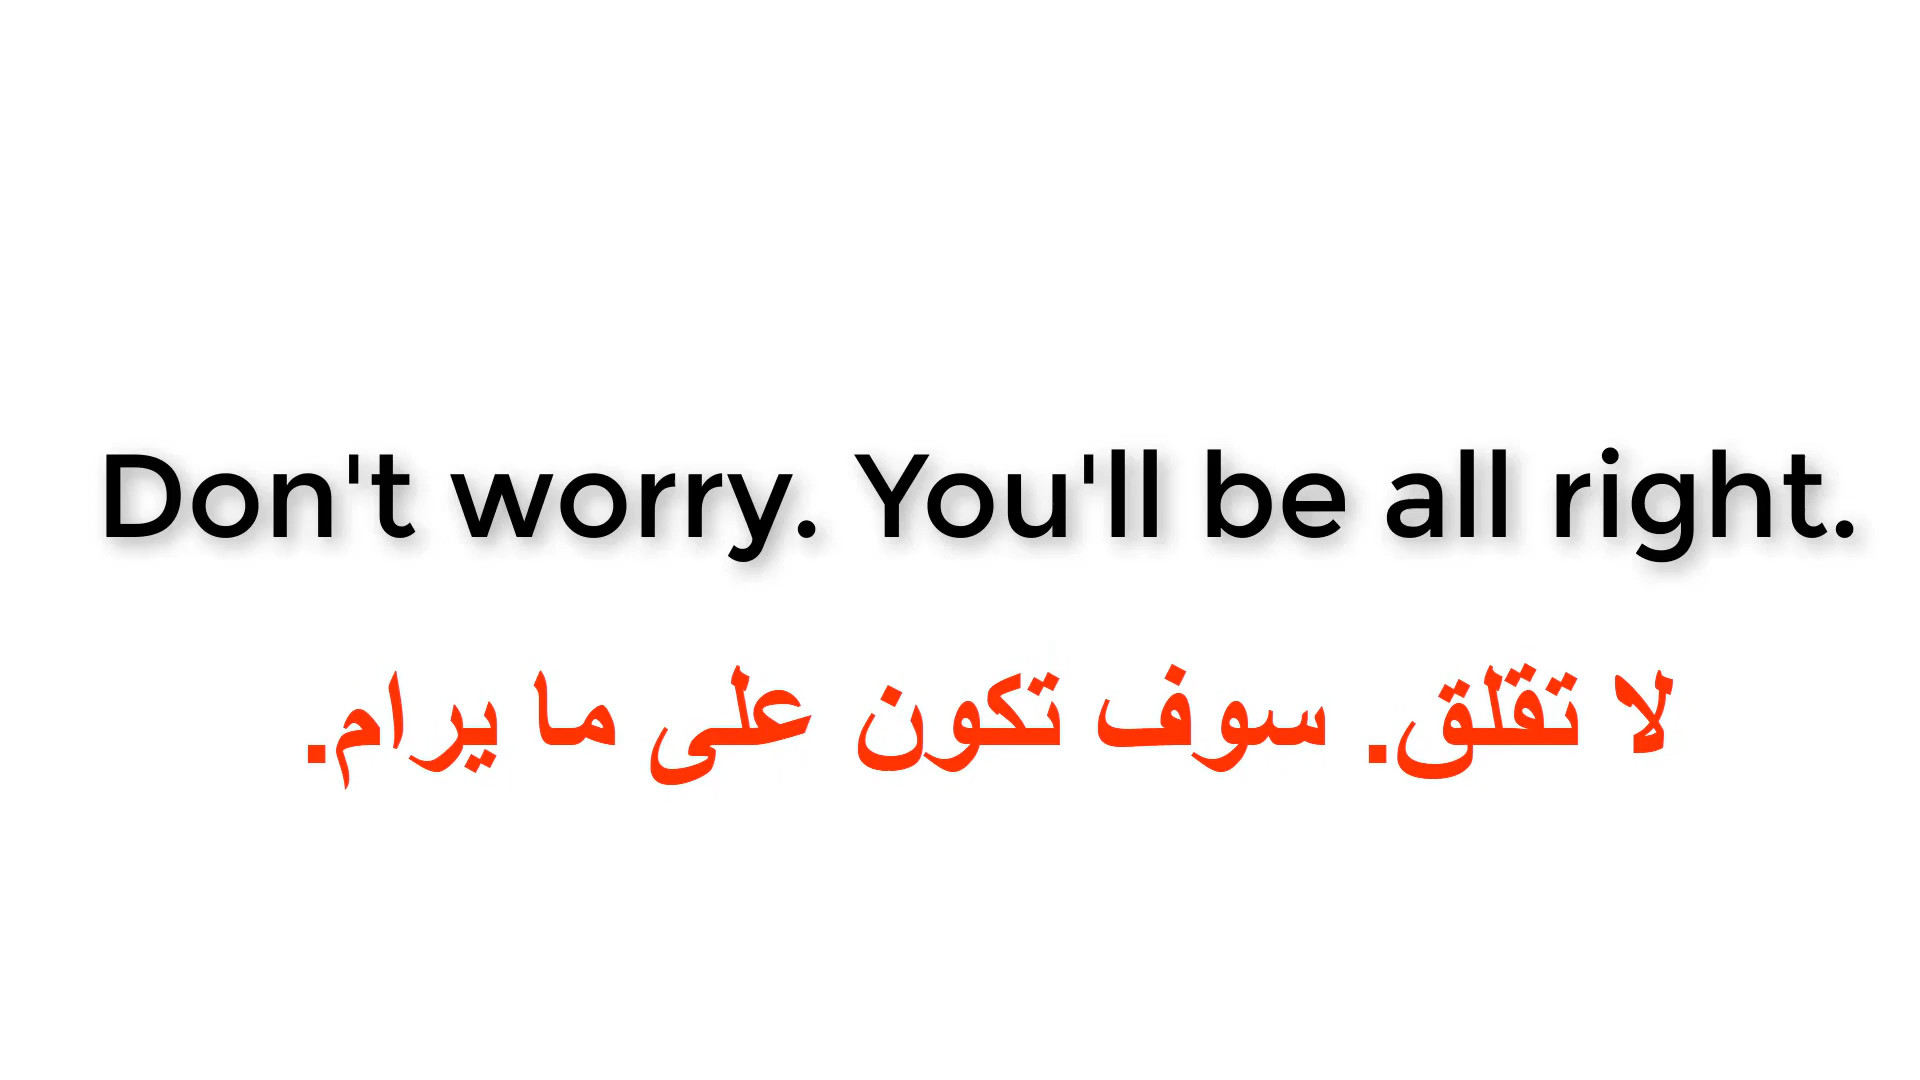 Don't worry. You'll be all right.
لا تقلق. سوف تكون على ما يرام.